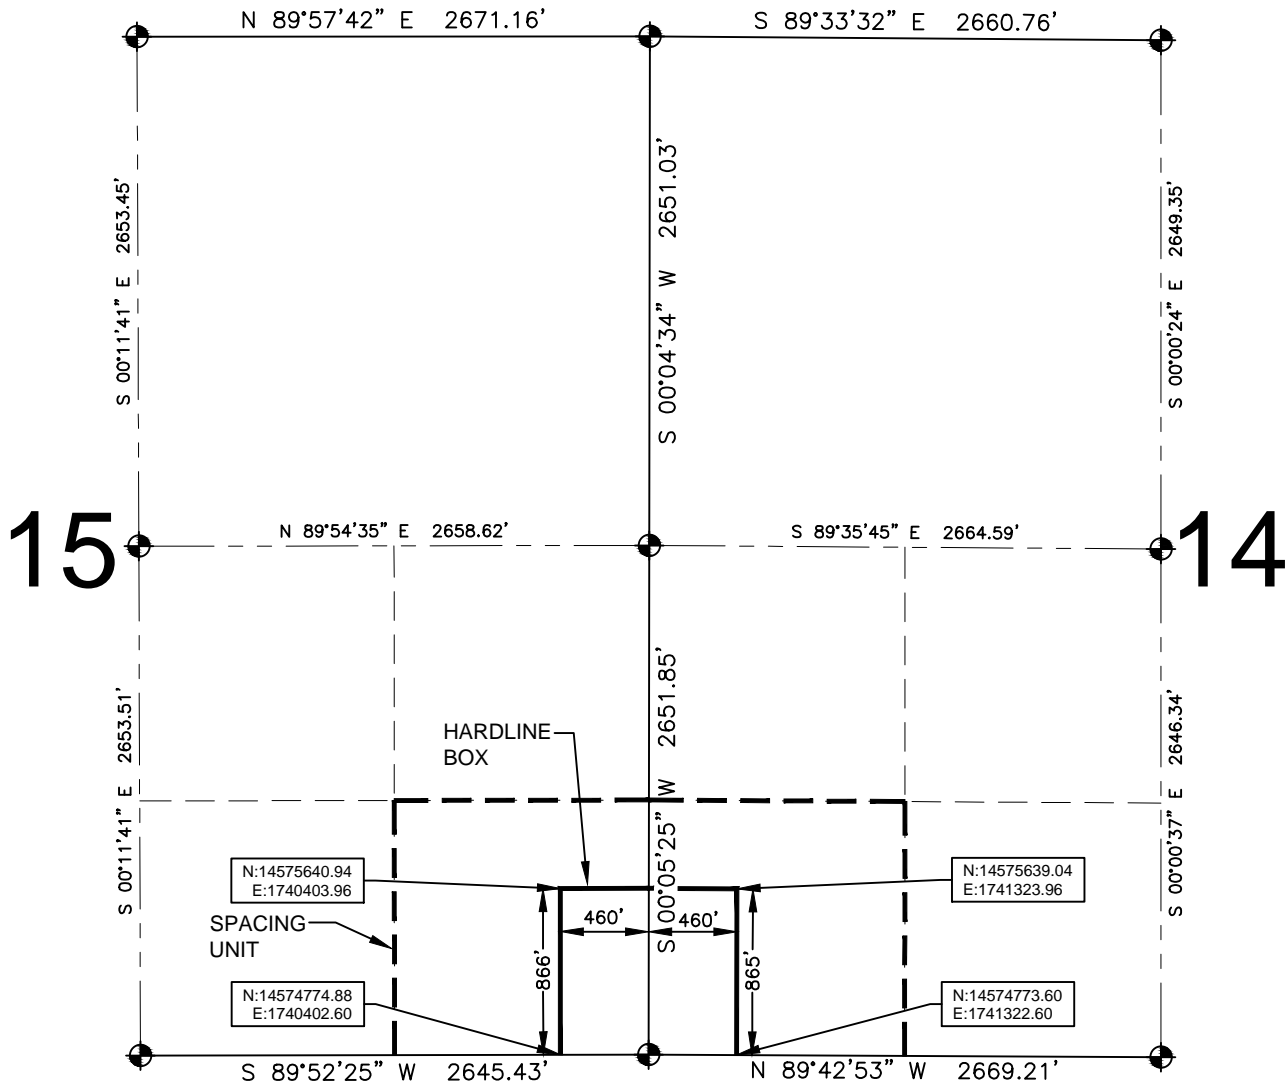 N 89°57'42" E 2671.16'
S 89°33'32" E 2660.76'
S 00°11'41" E 2653.45'
S 00°04'34" W 2651.03'
S 00°00'24" E 2649.35'
15
N 89°54'35" E 2658.62'
S 89°35'45" E 2664.59'
14
S 00°11'41" E 2653.51'
S 00°05'25" W 2651.85'
S 00°00'37" E 2646.34'
HARDLINE
BOX
N:14575640.94
E:1740403.96
N:14575639.04
E:1741323.96
SPACING
UNIT
460'
460'
866'
865'
N:14574774.88
E:1740402.60
N:14574773.60
E:1741322.60
S 89°52'25" W 2645.43'
N 89°42'53" W 2669.21'